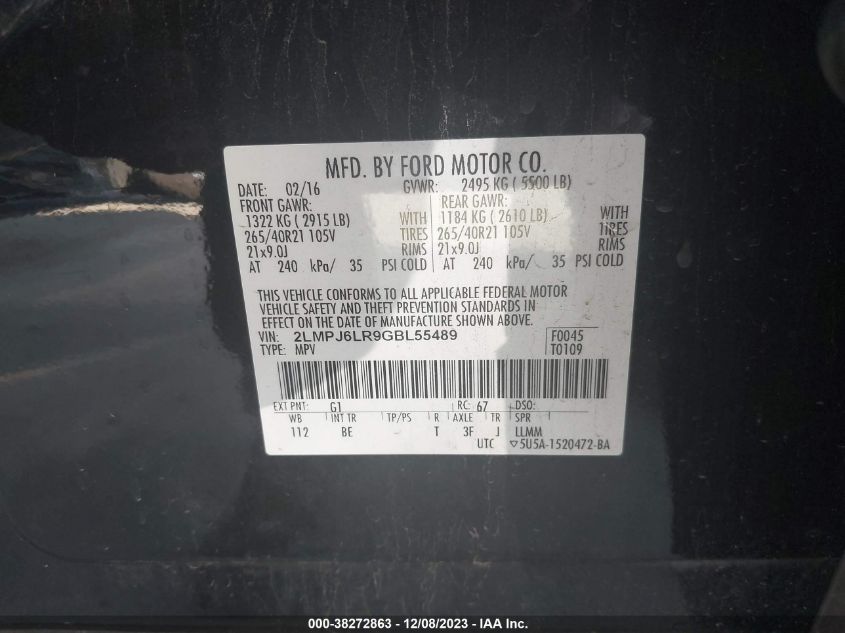 MFD. BY FORD MOTOR CO.
DATE: 02/16 GVWR: 2495 KG ( 5500 LB)
FRONT GAWR: REAR GAWR:
1322 KG ( 2915 LB) WITH 1184 KG ( 2610 LB) WITH
265/40R21 105V TIRES 265/40R21 105V TIRES
21x9.0J RIMS 21x9.0J RIMS
AT 240 kPa/ 35 PSI COLD AT 240 kPa/ 35 PSI COLD
THIS VEHICLE CONFORMS TO ALL APPLICABLE FEDERAL MOTOR
VEHICLE SAFETY AND THEFT PREVENTION STANDARDS IN
EFFECT ON THE DATE OF MANUFACTURE SHOWN ABOVE.
VIN: 2LMPJ6LR9GBL55489 F0045
TYPE: MPV T0109
EXT PNT: G1 RC: 67 DSO:
WB INT TR TP/PS R AXLE TR SPR
112 BE - T 3F J LLMM
UTC ▽5U5A-1520472-BA
000-38272863 - 12/08/2023 - IAA Inc.